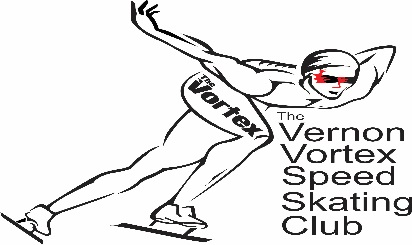 The
Vortex
The
Vernon
Vortex
Speed
Skating
Club